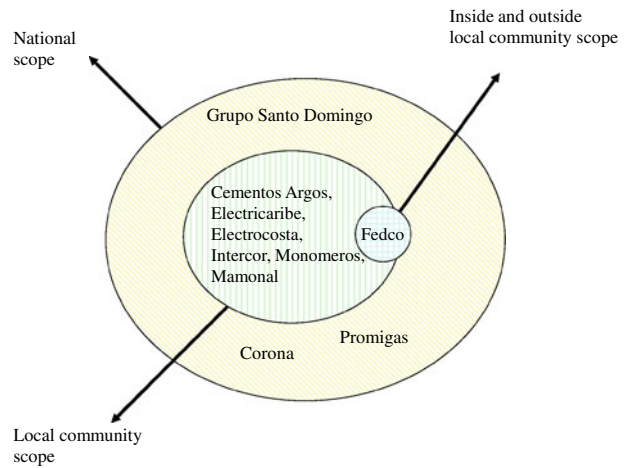 Inside and outside
local community scope
National
scope
Grupo Santo Domingo
Cementos Argos,
Electricaribe,
Electrocosta,
Intercor, Monomeros,
Mamonal
Fedco
Promigas
Corona
Local community
scope